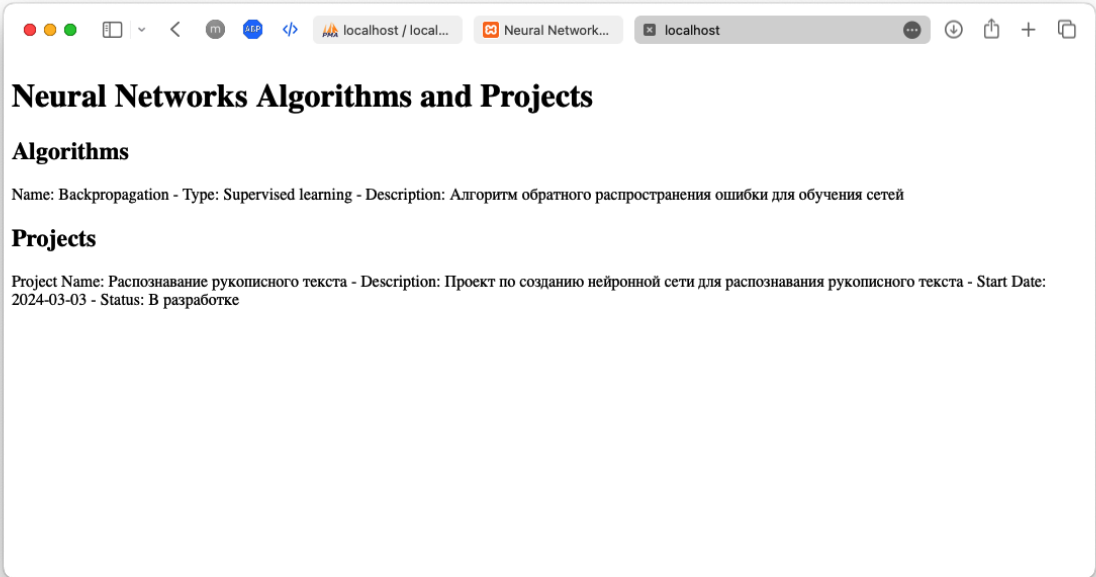 m
ABP
</>
PMA
localhost / local...
Neural Network...
localhost
Neural Networks Algorithms and Projects
Algorithms
Name: Backpropagation - Type: Supervised learning - Description: Алгоритм обратного распространения ошибки для обучения сетей
Projects
Project Name: Распознавание рукописного текста - Description: Проект по созданию нейронной сети для распознавания рукописного текста - Start Date:
2024-03-03 - Status: В разработке